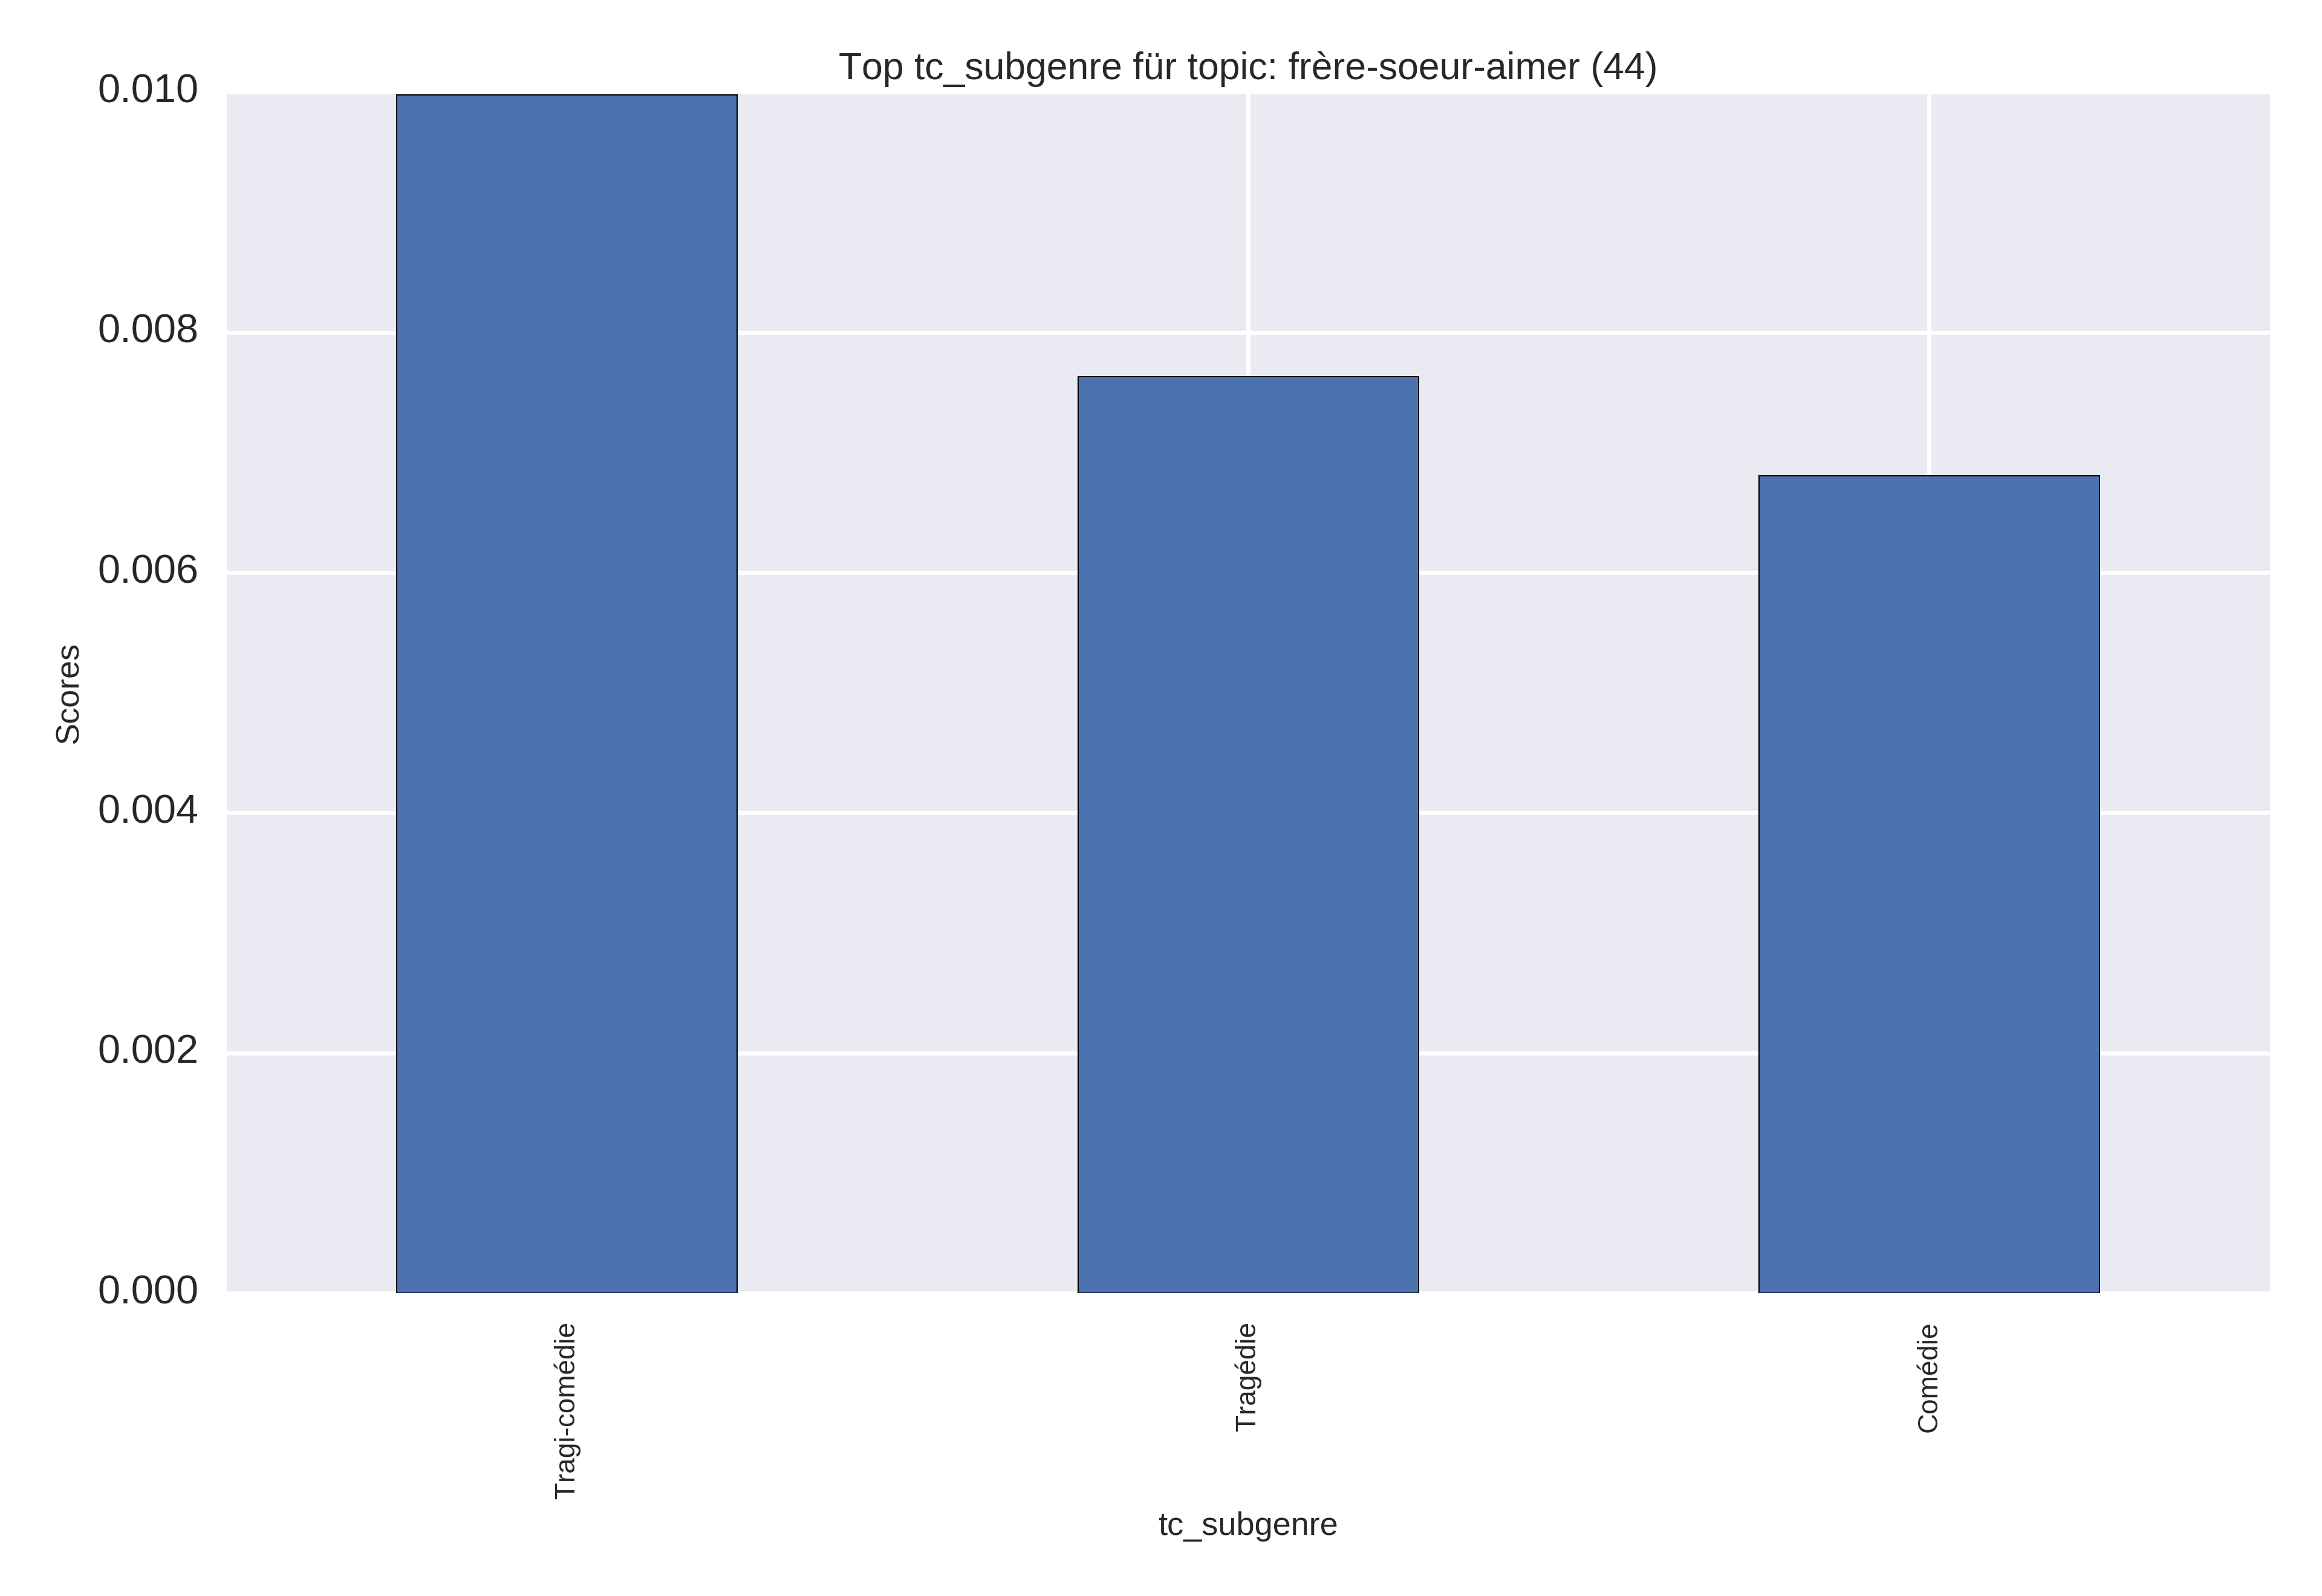 Top tc_subgenre für topic: frère-soeur-aimer (44)
0.010
0.008
0.006
0.004
0.002
0.000
Scores
Tragi-comédie
Tragédie
Comédie
tc_subgenre